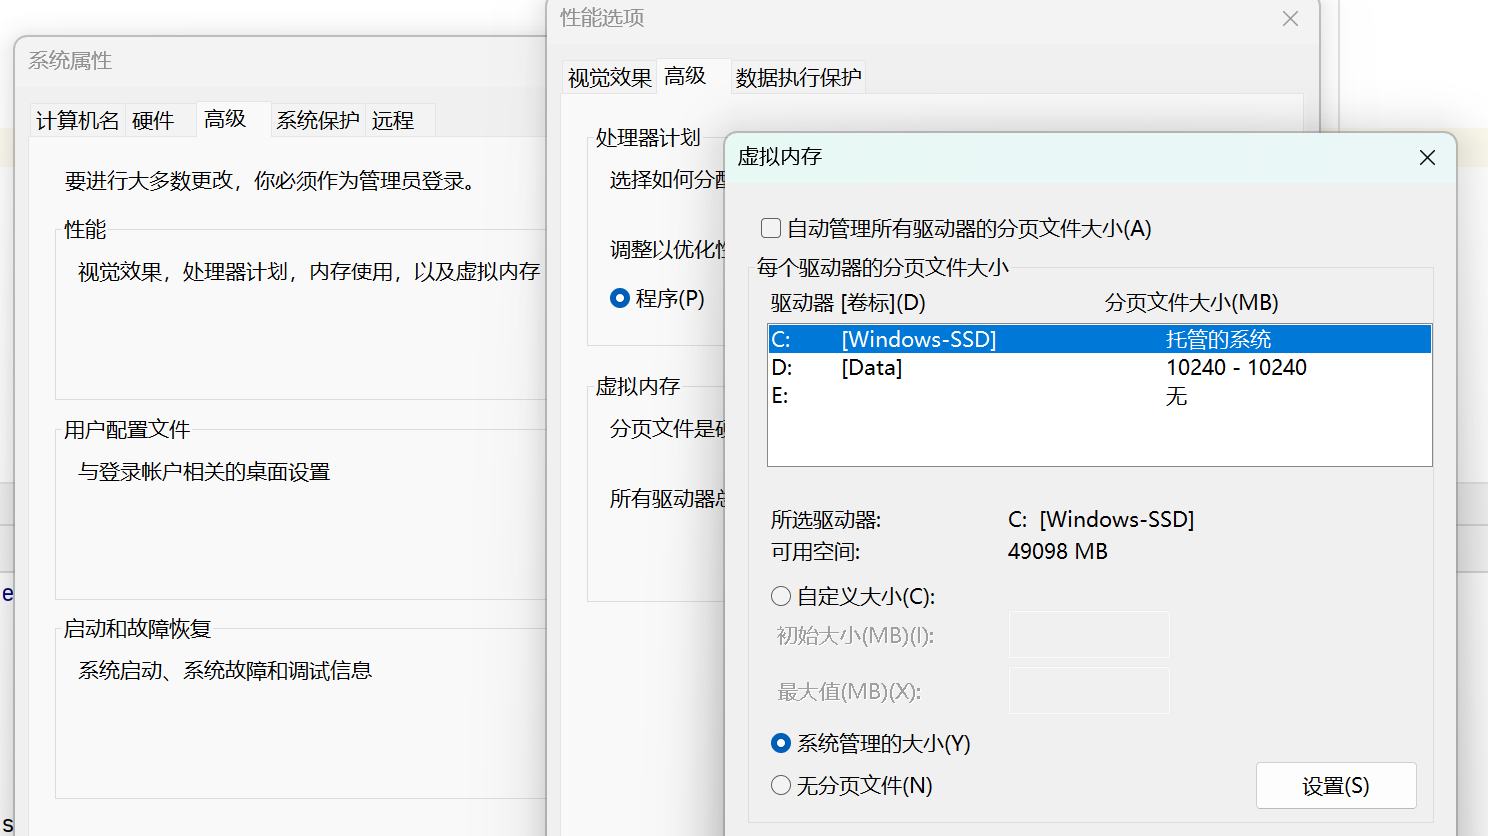 性能选项
系统属性
视觉效果 高级 数据执行保护
计算机名 硬件 高级 系统保护 远程
处理器计划
虚拟内存
选择如何分
要进行大多数更改，你必须作为管理员登录。
性能
自动管理所有驱动器的分页文件大小(A)
调整以优化
视觉效果，处理器计划，内存使用，以及虚拟内存
每个驱动器的分页文件大小
程序(P)
驱动器 [卷标](D) 分页文件大小(MB)
C: [Windows-SSD] 托管的系统
D: [Data] 10240 - 10240
E: 无
虚拟内存
用户配置文件
分页文件是
与登录帐户相关的桌面设置
所有驱动器
所选驱动器: C: [Windows-SSD]
可用空间: 49098 MB
e
自定义大小(C):
启动和故障恢复
初始大小(MB)(I):
系统启动、系统故障和调试信息
最大值(MB)(X):
系统管理的大小(Y)
无分页文件(N)
设置(S)
s